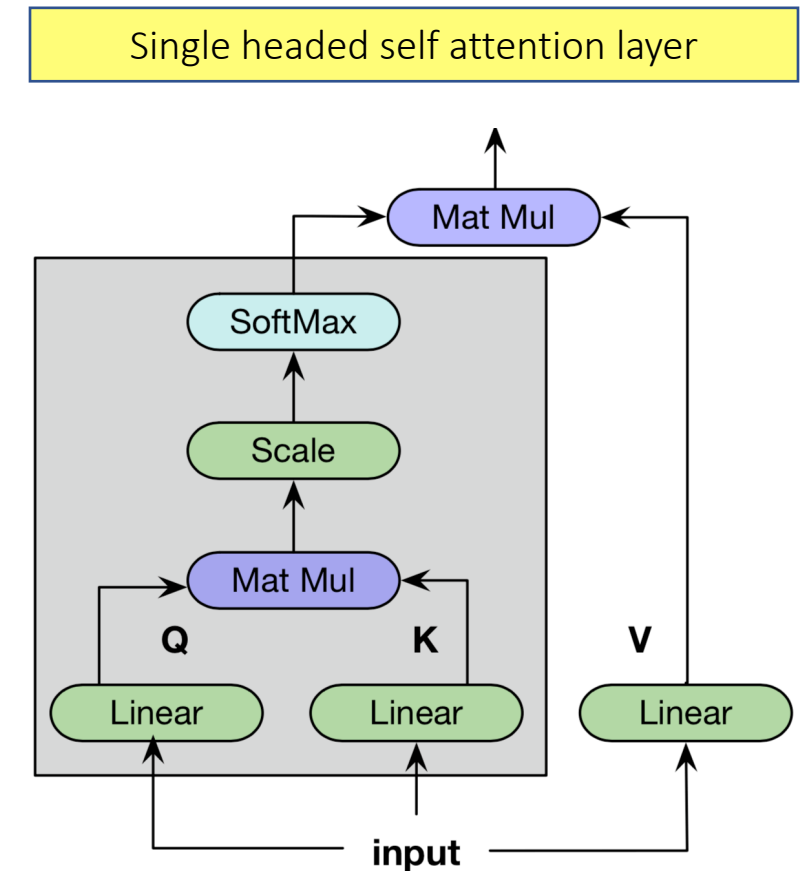 Single headed self attention layer
Mat Mul
SoftMax
Scale
Mat Mul
Q K V
Linear Linear Linear
input